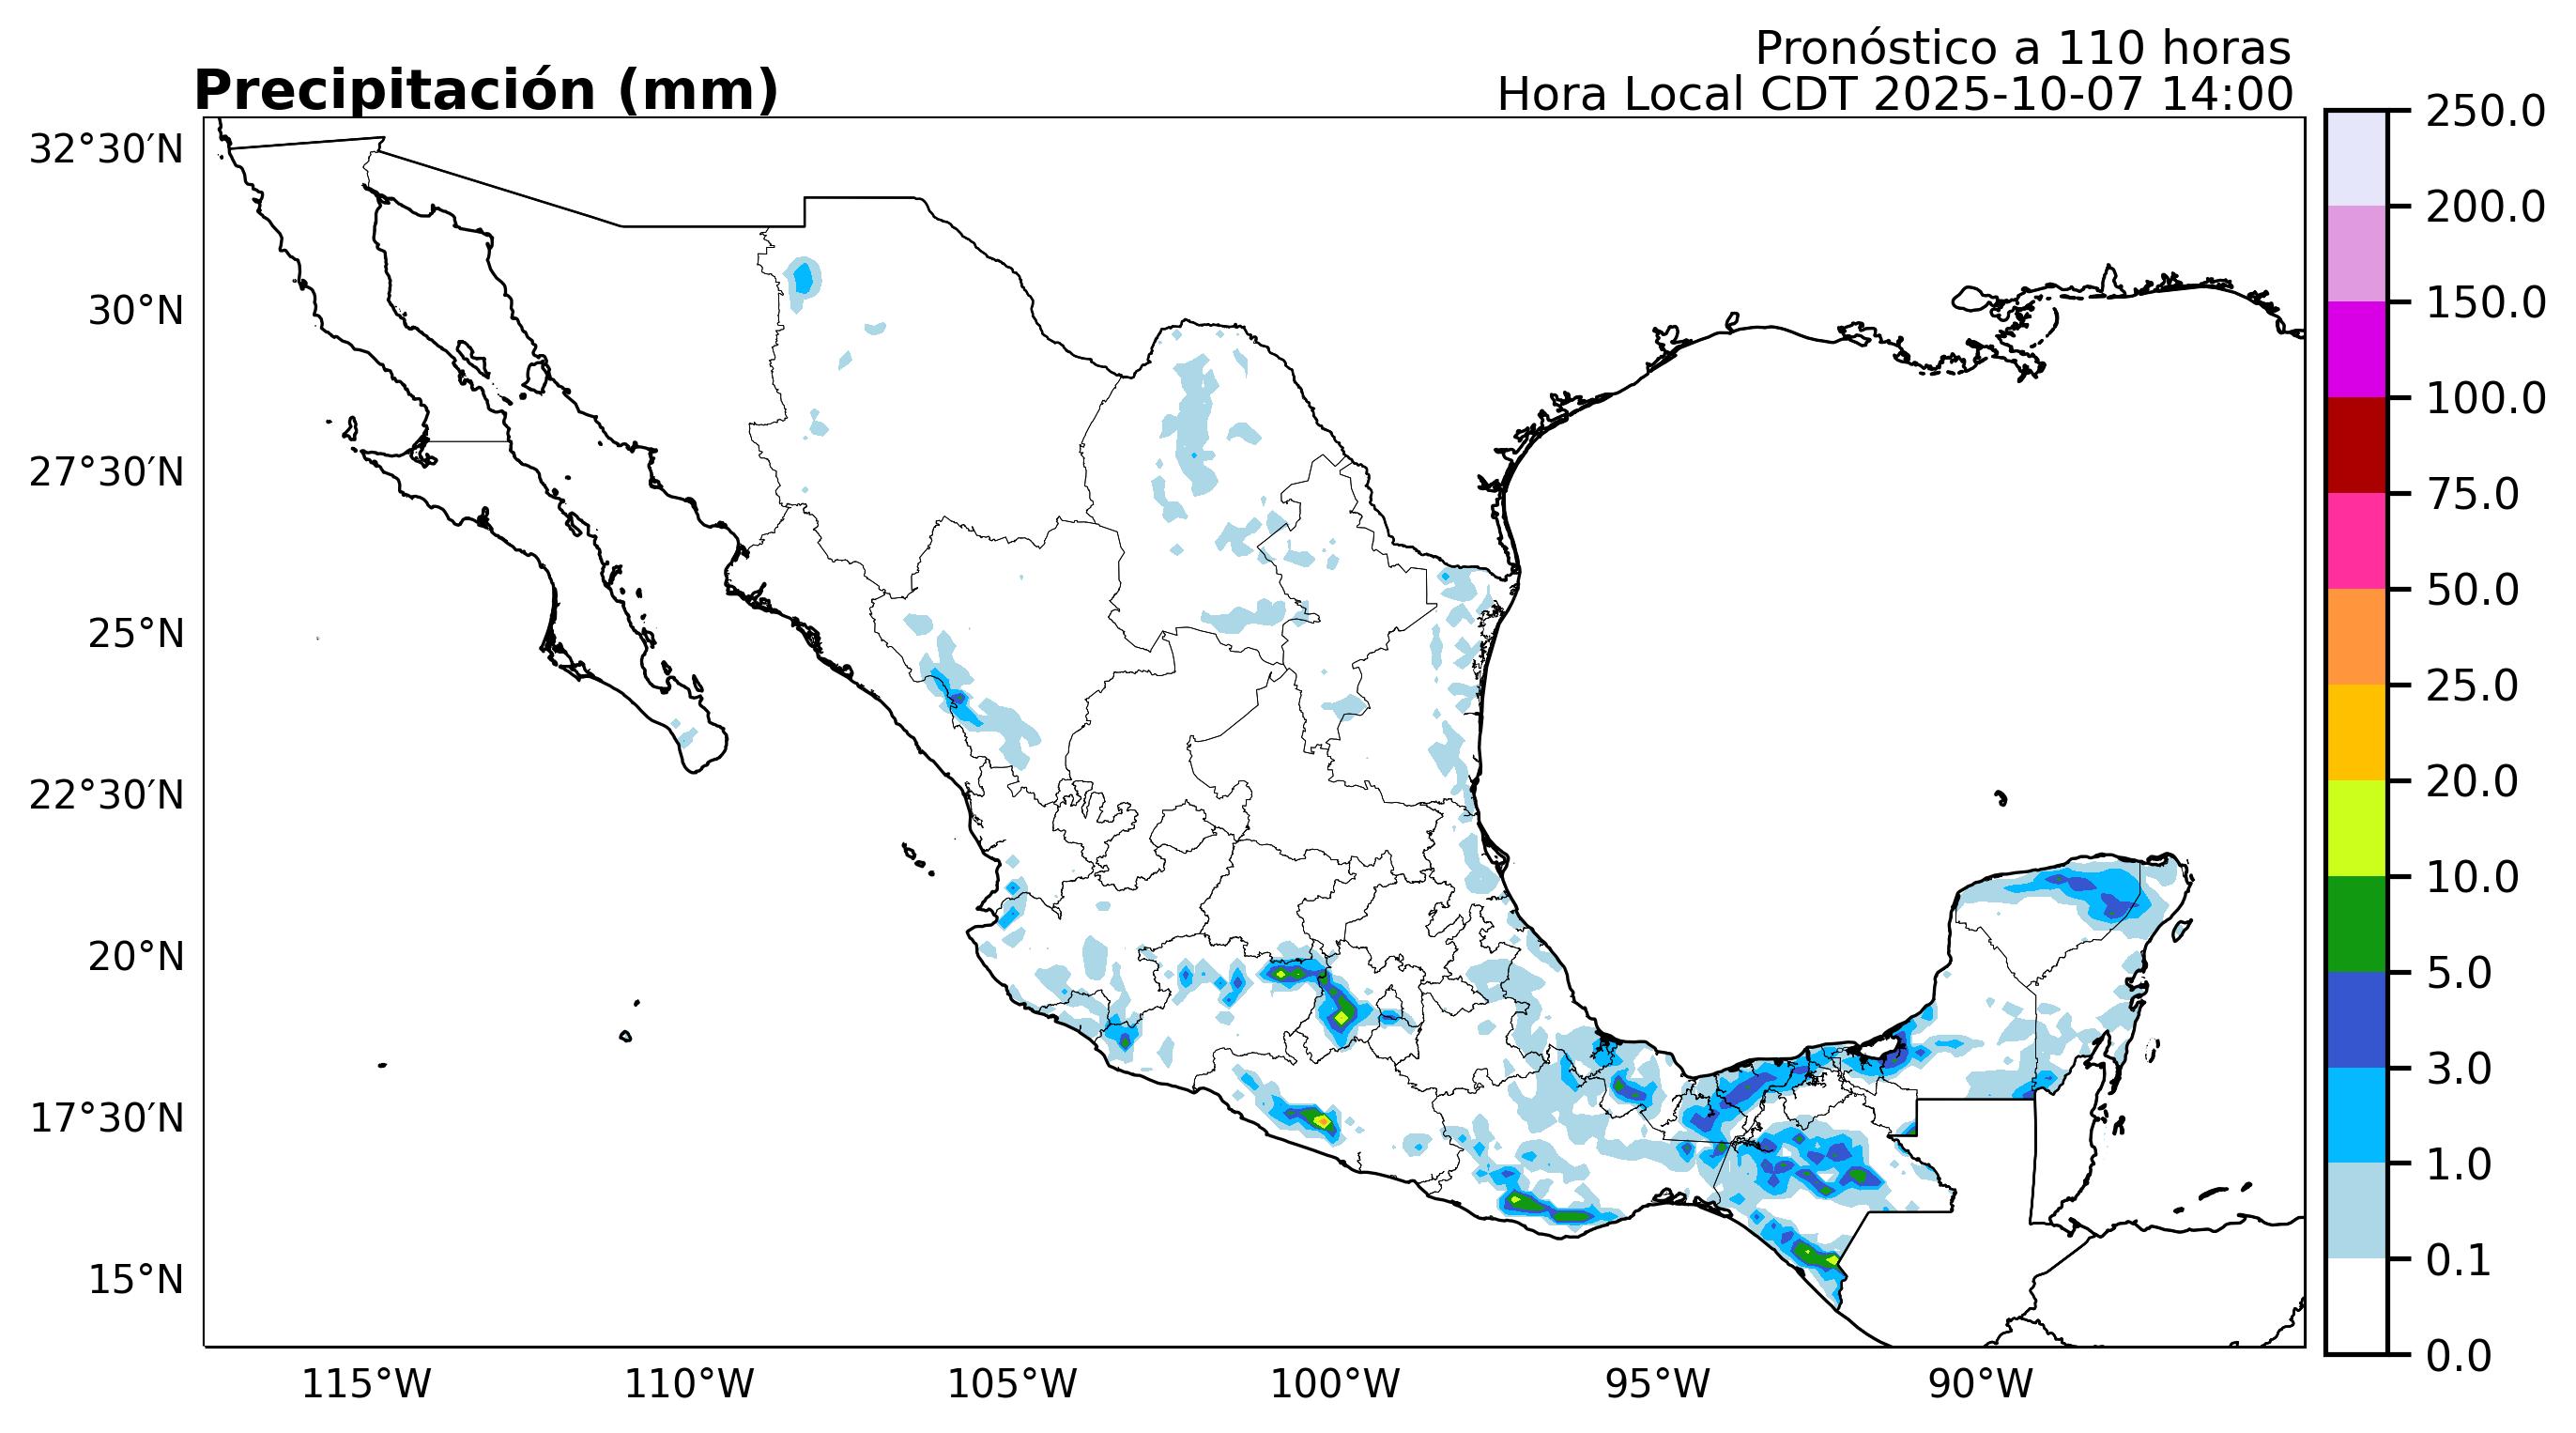 Pronóstico a 110 horas
Precipitación (mm)
Hora Local CDT 2025-10-07 14:00
32°30′N
30°N
27°30′N
25°N
22°30′N
20°N
17°30′N
15°N
115°W
110°W
105°W
100°W
95°W
90°W
250.0
200.0
150.0
100.0
75.0
50.0
25.0
20.0
10.0
5.0
3.0
1.0
0.1
0.0